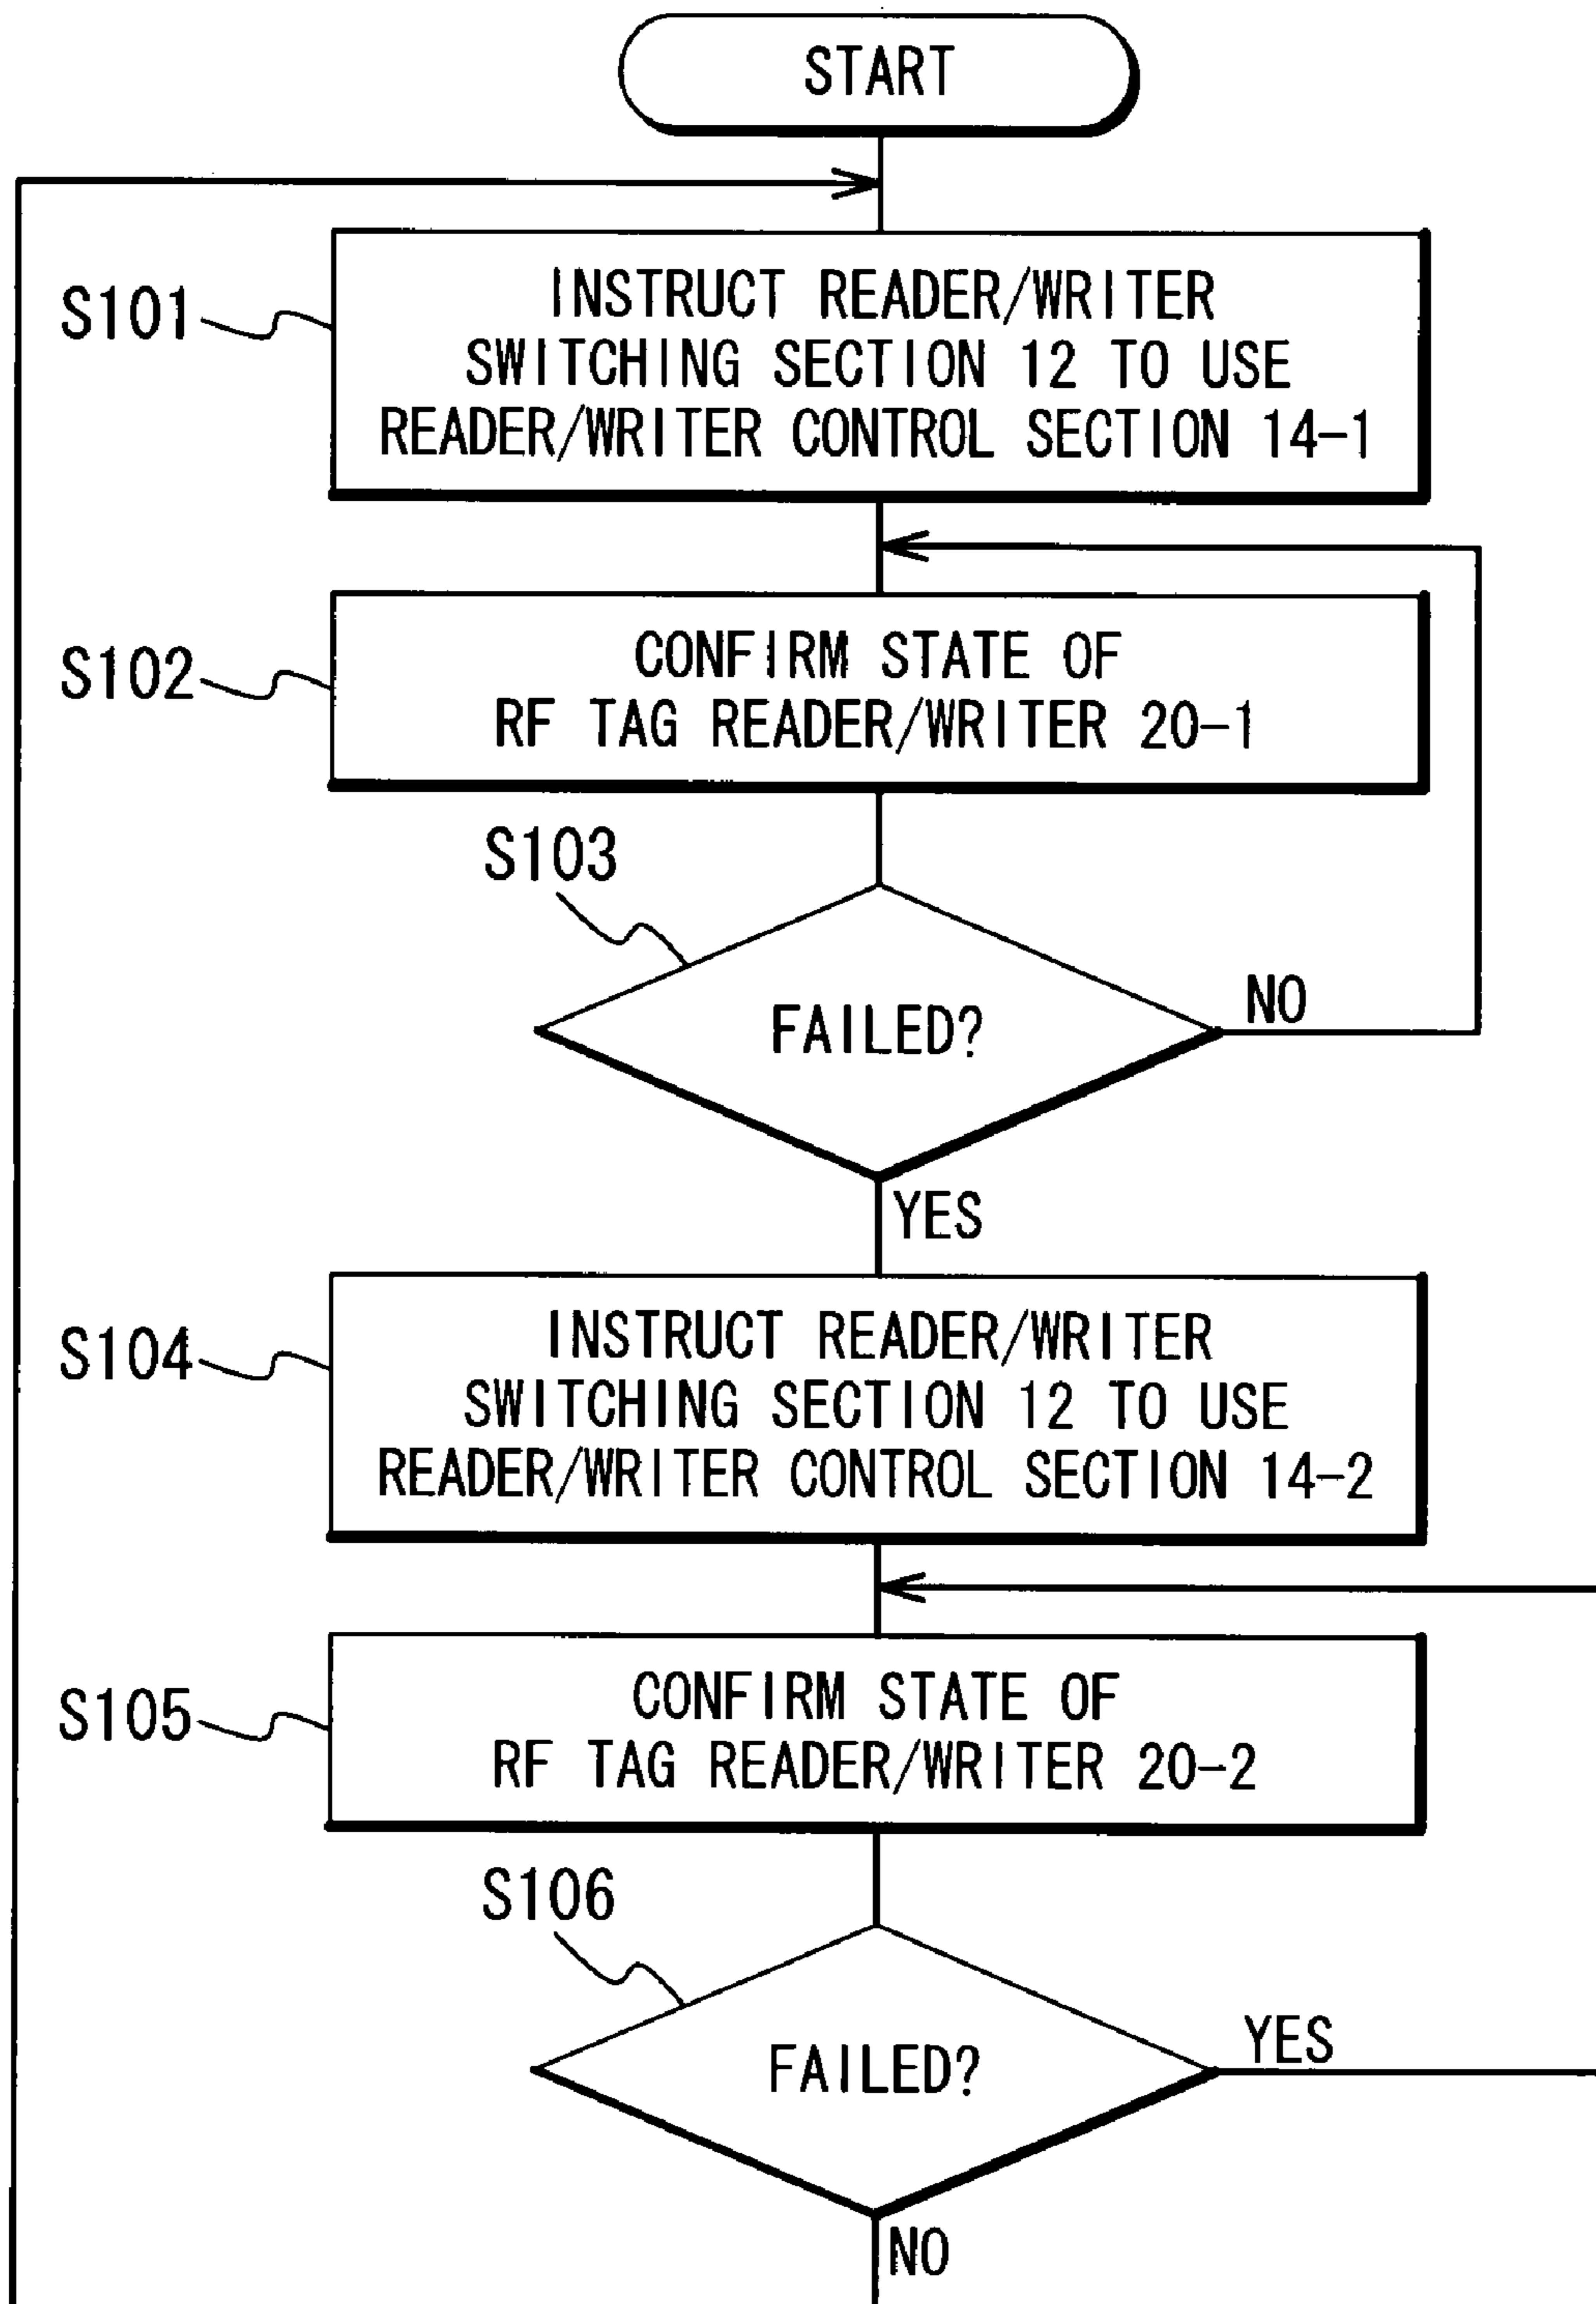 START
S101
INSTRUCT READER/WRITER
SWITCHING SECTION 12 TO USE
READER/WRITER CONTROL SECTION 14-1
S102
CONFIRM STATE OF
RF TAG READER/WRITER 20-1
S103
FAILED?
NO
YES
S104
INSTRUCT READER/WRITER
SWITCHING SECTION 12 TO USE
READER/WRITER CONTROL SECTION 14-2
S105
CONFIRM STATE OF
RF TAG READER/WRITER 20-2
S106
FAILED?
YES
NO